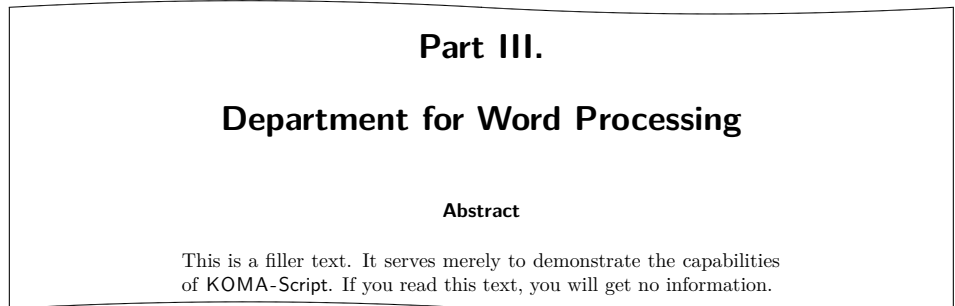 Part III.
Department for Word Processing
Abstract
This is a filler text. It serves merely to demonstrate the capabilities
of KOMA-Script. If you read this text, you will get no information.